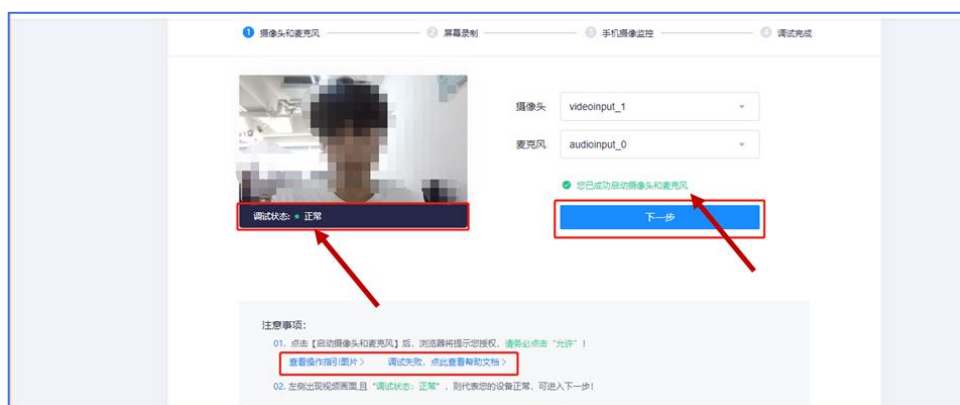 1 摄像头和麦克风 2 屏幕录制 3 手机摄像监控 4 调试完成
摄像头 videoinput_1
麦克风 audioinput_0
您已成功启动摄像头和麦克风
调试状态: 正常 下一步
注意事项:
01. 点击【启动摄像头和麦克风】后，浏览器将提示您授权，请务必点击“允许”！
查看操作指引图片> 调试失败，点此查看帮助文档>
02. 左侧出现视频画面,且“调试状态：正常”，则代表您的设备正常，可进入下一步!